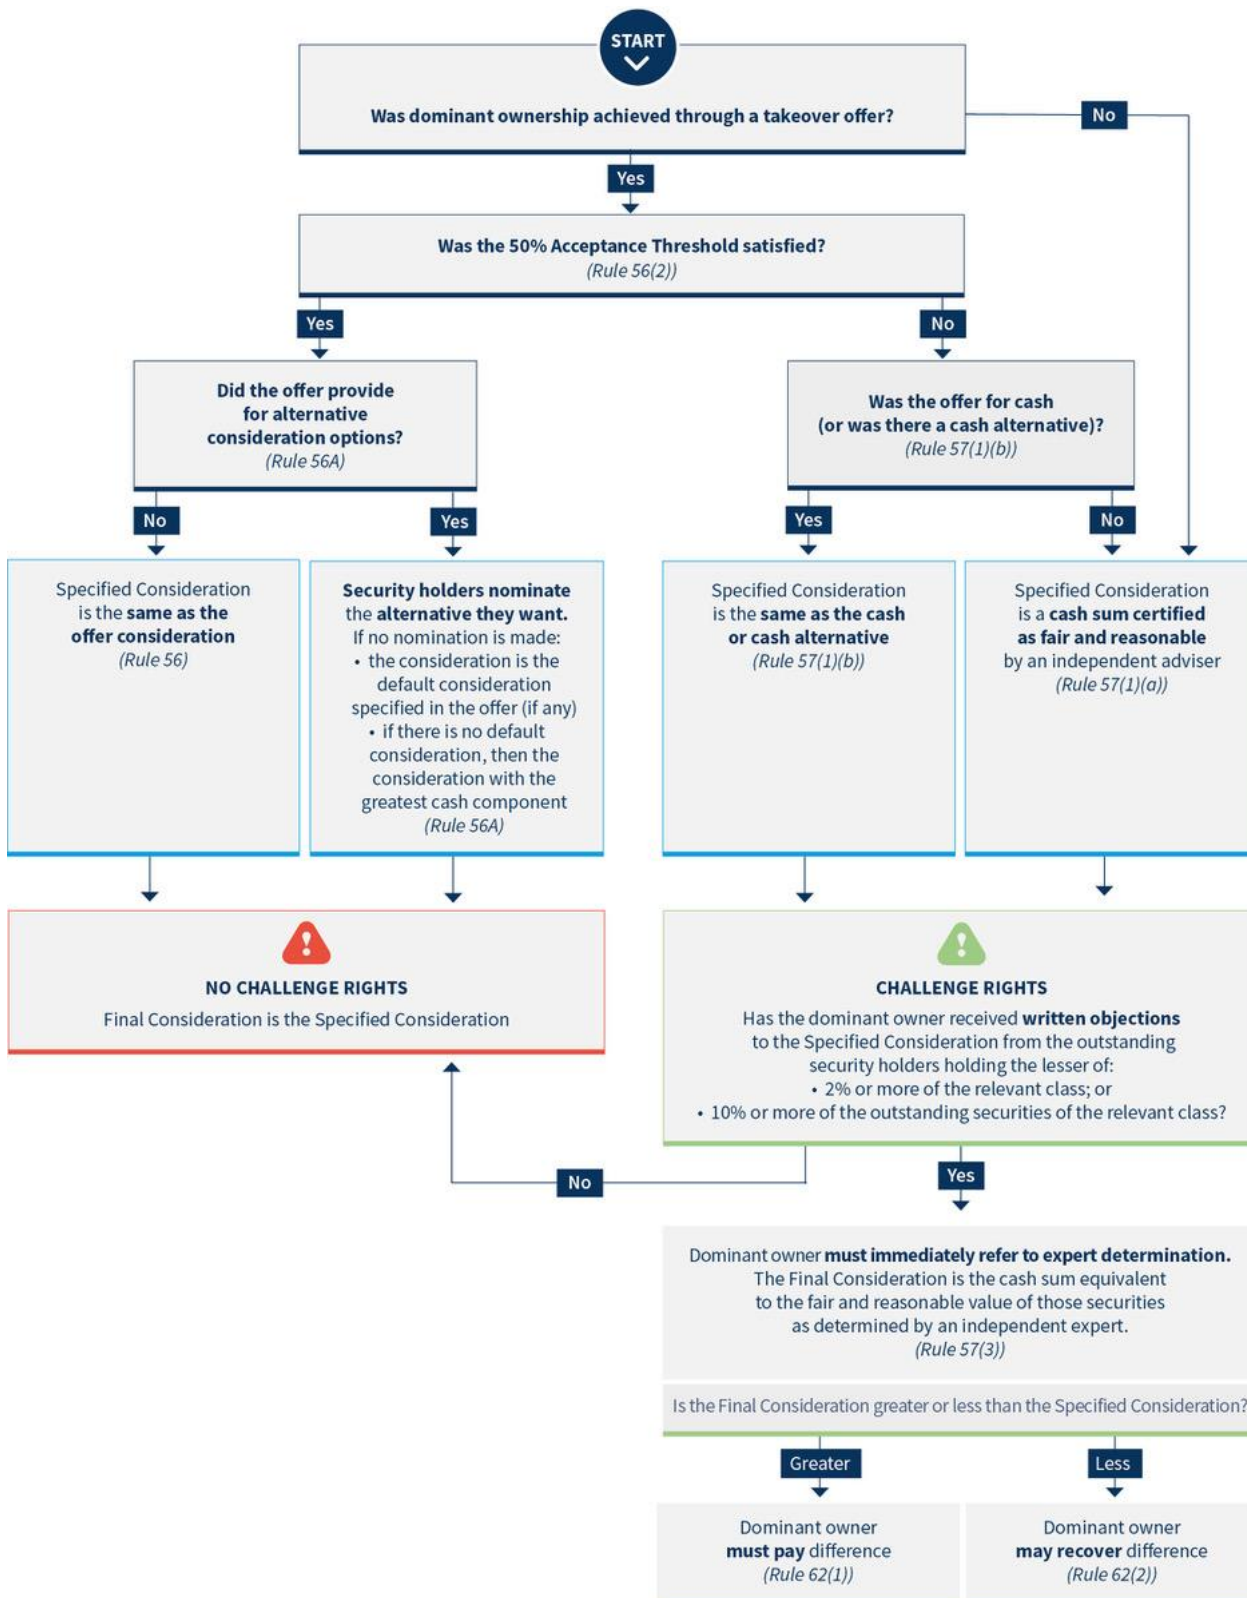 START
Was dominant ownership achieved through a takeover offer?
No
Yes
Was the 50% Acceptance Threshold satisfied?
(Rule 56(2))
Yes
No
Did the offer provide
for alternative
consideration options?
(Rule 56A)
Was the offer for cash
(or was there a cash alternative)?
(Rule 57(1)(b))
No
Yes
Yes
No
Specified Consideration
is the same as the
offer consideration
(Rule 56)
Security holders nominate
the alternative they want.
If no nomination is made:
• the consideration is the
default consideration
specified in the offer (if any)
• if there is no default
consideration, then the
consideration with the
greatest cash component
(Rule 56A)
Specified Consideration
is the same as the cash
or cash alternative
(Rule 57(1)(b))
Specified Consideration
is a cash sum certified
as fair and reasonable
by an independent adviser
(Rule 57(1)(a))
!
NO CHALLENGE RIGHTS
Final Consideration is the Specified Consideration
!
CHALLENGE RIGHTS
Has the dominant owner received written objections
to the Specified Consideration from the outstanding
security holders holding the lesser of:
• 2% or more of the relevant class; or
• 10% or more of the outstanding securities of the relevant class?
No
Yes
Dominant owner must immediately refer to expert determination.
The Final Consideration is the cash sum equivalent
to the fair and reasonable value of those securities
as determined by an independent expert.
(Rule 57(3))
Is the Final Consideration greater or less than the Specified Consideration?
Greater
Less
Dominant owner
must pay difference
(Rule 62(1))
Dominant owner
may recover difference
(Rule 62(2))